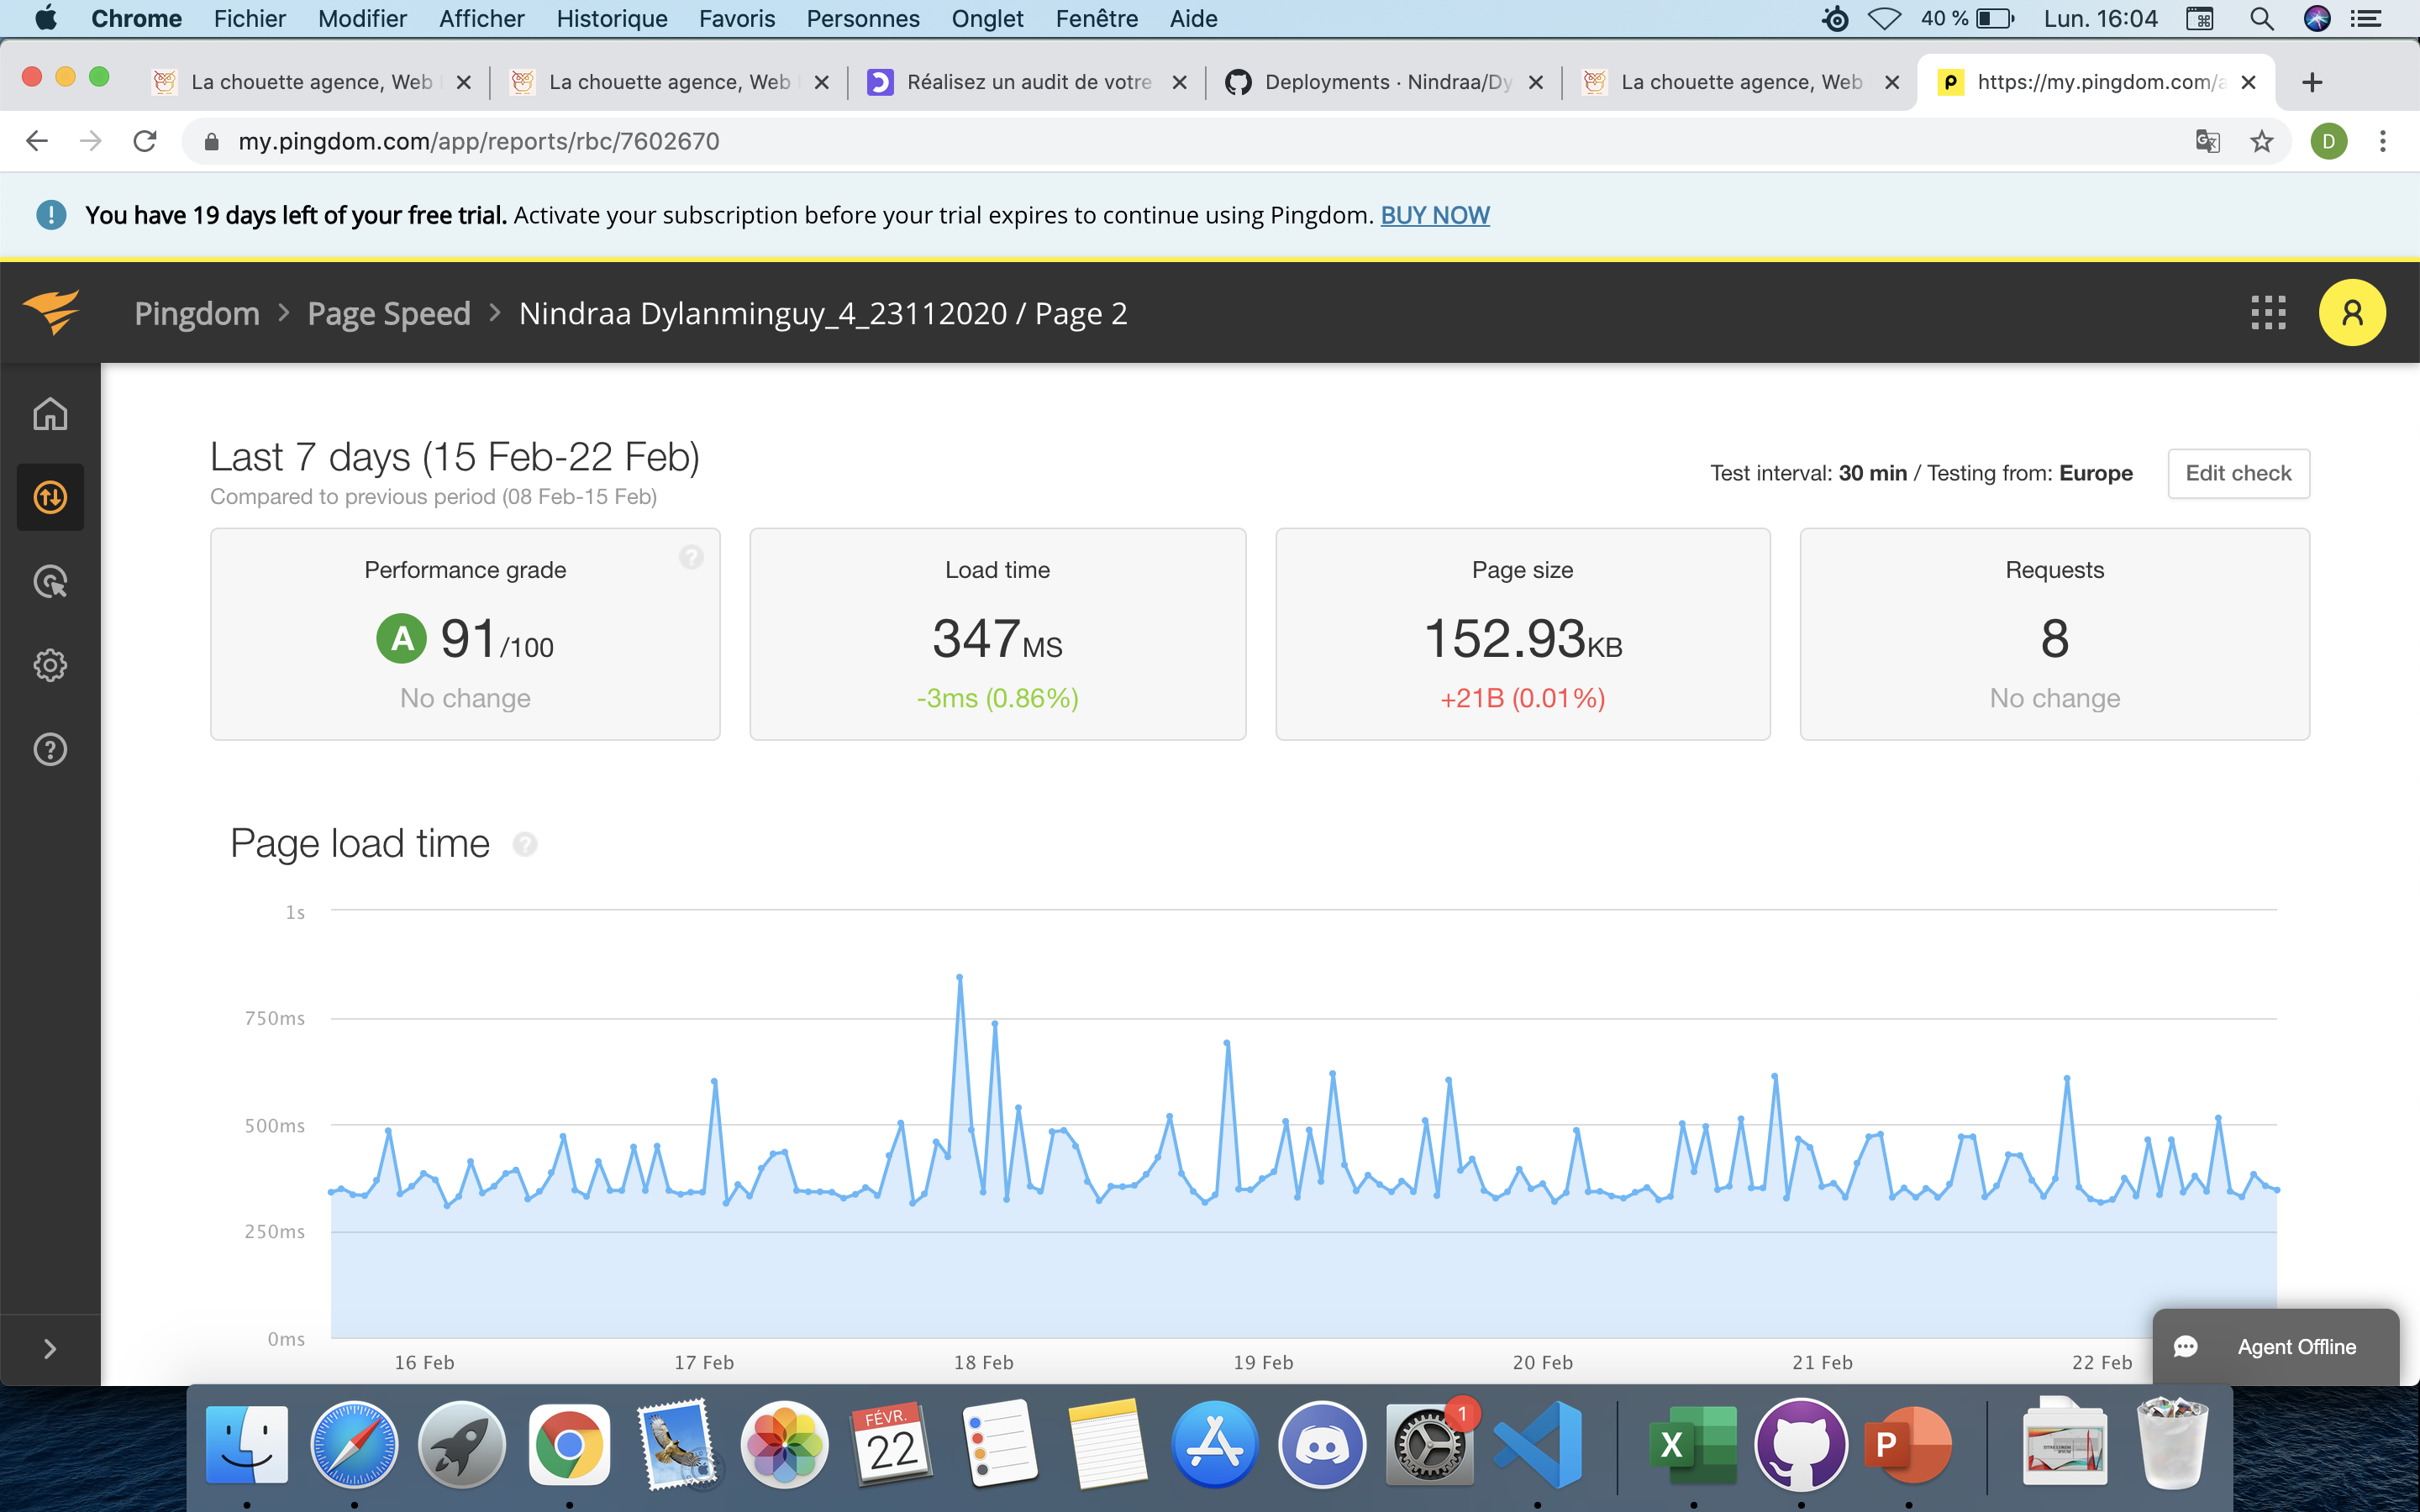 Chrome Fichier Modifier Afficher Historique Favoris Personnes Onglet Fenêtre Aide 40 % Lun. 16:04
La chouette agence, Web La chouette agence, Web Réalisez un audit de votre Deployments · Nindraa/Dy La chouette agence, Web https://my.pingdom.com/a
my.pingdom.com/app/reports/rbc/7602670 D
You have 19 days left of your free trial. Activate your subscription before your trial expires to continue using Pingdom. BUY NOW
Pingdom > Page Speed > Nindraa Dylanminguy_4_23112020 / Page 2
Last 7 days (15 Feb-22 Feb)
Compared to previous period (08 Feb-15 Feb)
Test interval: 30 min / Testing from: Europe Edit check
Performance grade ?
A 91/100
No change
Load time
347MS
-3ms (0.86%)
Page size
152.93KB
+21B (0.01%)
Requests
8
No change
Page load time ?
1s
750ms
500ms
250ms
0ms
16 Feb 17 Feb 18 Feb 19 Feb 20 Feb 21 Feb 22 Feb
Agent Offline
FÉVR.
22
1
X
P